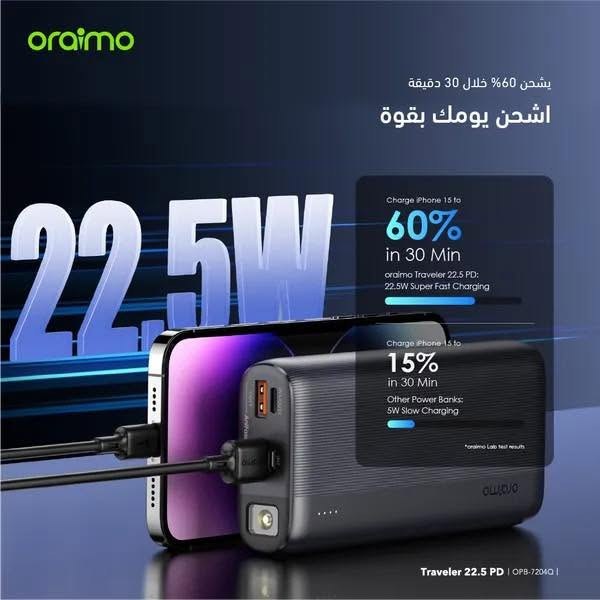 oraimo
يشحن 60% خلال 30 دقيقة
اشحن يومك بقوة
22.5W
Charge iPhone 15 to
60%
in 30 Min
oraimo Traveler 22.5 PD:
22.5W Super Fast Charging
Charge iPhone 15 to
15%
in 30 Min
Other Power Banks:
5W Slow Charging
*oraimo Lab test results
oraimo
oraimo
Traveler 22.5 PD | OPB-7204Q |